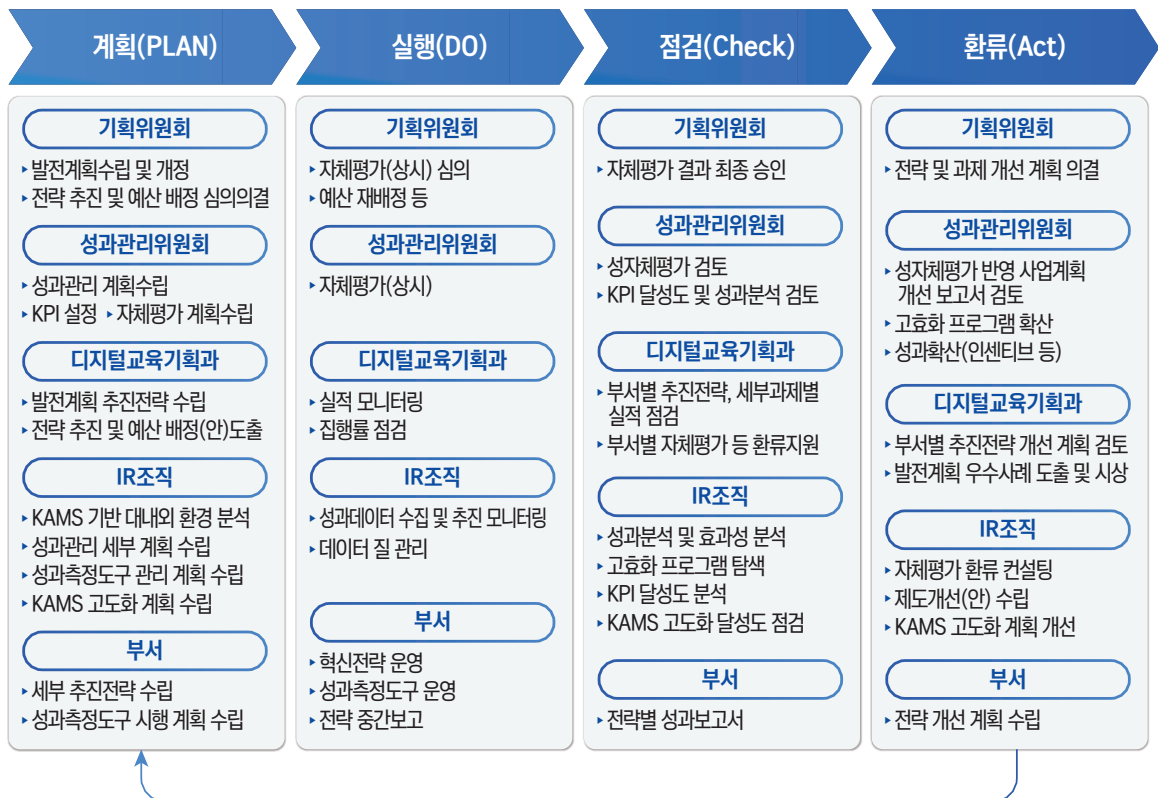 계획(PLAN)
기획위원회
▸발전계획수립 및 개정
▸전략 추진 및 예산 배정 심의의결
성과관리위원회
▸성과관리 계획수립
▸KPI 설정 ▸자체평가 계획수립
디지털교육기획과
▸발전계획 추진전략 수립
▸전략 추진 및 예산 배정(안)도출
IR조직
▸KAMS 기반 대내외 환경 분석
▸성과관리 세부 계획 수립
▸성과측정도구 관리 계획 수립
▸KAMS 고도화 계획 수립
부서
▸세부 추진전략 수립
▸성과측정도구 시행 계획 수립
실행(DO)
기획위원회
▸자체평가(상시) 심의
▸예산 재배정 등
성과관리위원회
▸자체평가(상시)
디지털교육기획과
▸실적 모니터링
▸집행률 점검
IR조직
▸성과데이터 수집 및 추진 모니터링
▸데이터 질 관리
부서
▸혁신전략 운영
▸성과측정도구 운영
▸전략 중간보고
점검(Check)
기획위원회
▸자체평가 결과 최종 승인
성과관리위원회
▸성자체평가 검토
▸KPI 달성도 및 성과분석 검토
디지털교육기획과
▸부서별 추진전략, 세부과제별
실적 점검
▸부서별 자체평가 등 환류지원
IR조직
▸성과분석 및 효과성 분석
▸고효화 프로그램 탐색
▸KPI 달성도 분석
▸KAMS 고도화 달성도 점검
부서
▸전략별 성과보고서
환류(Act)
기획위원회
▸전략 및 과제 개선 계획 의결
성과관리위원회
▸성자체평가 반영 사업계획
개선 보고서 검토
▸고효화 프로그램 확산
▸성과확산(인센티브 등)
디지털교육기획과
▸부서별 추진전략 개선 계획 검토
▸발전계획 우수사례 도출 및 시상
IR조직
▸자체평가 환류 컨설팅
▸제도개선(안) 수립
▸KAMS 고도화 계획 개선
부서
▸전략 개선 계획 수립